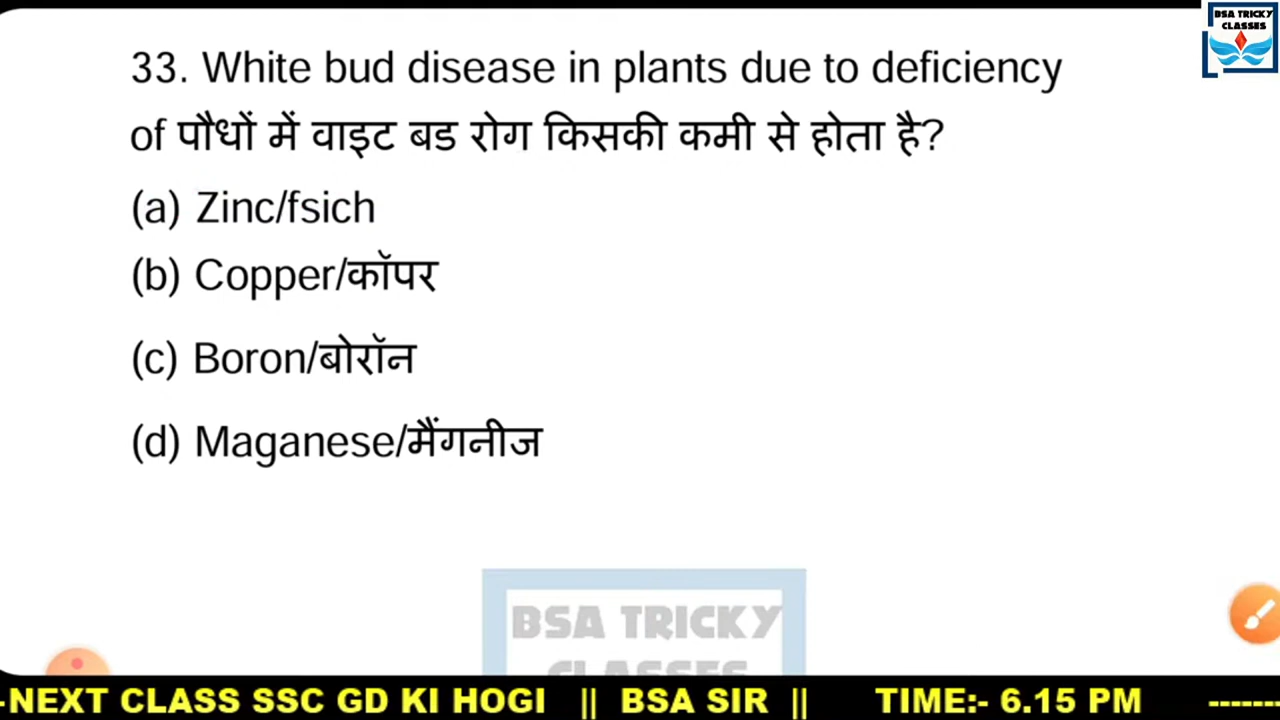 BSA TRICKY
CLASSES
33. White bud disease in plants due to deficiency
of पौधों में वाइट बड रोग किसकी कमी से होता है?
(a) Zinc/fsich
(b) Copper/कॉपर
(c) Boron/बोरॉन
(d) Maganese/मैंगनीज
BSA TRICKY
CLASSES
-NEXT CLASS SSC GD KI HOGI || BSA SIR || TIME:- 6.15 PM ------